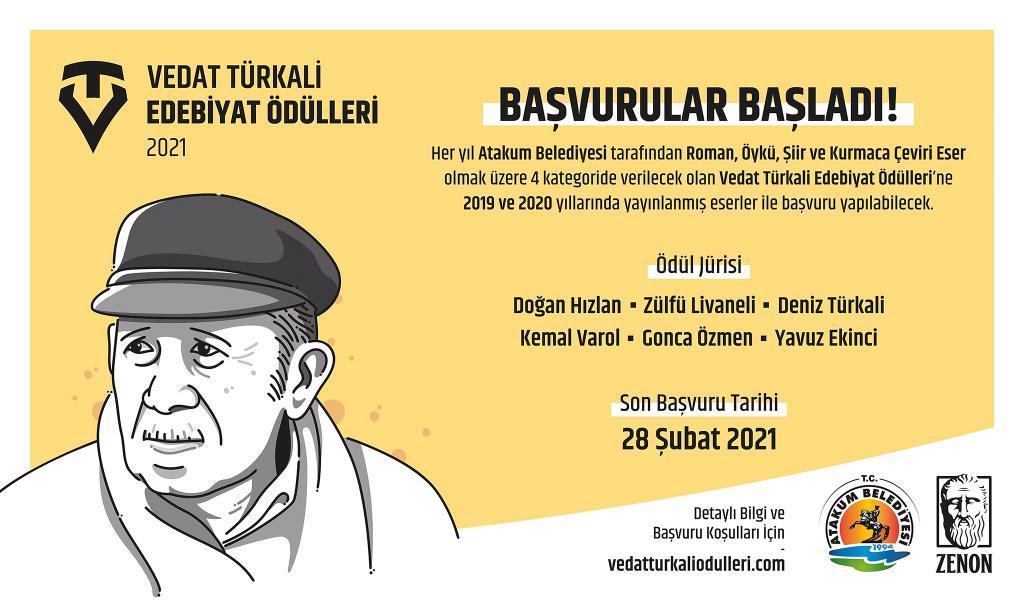 VEDAT TÜRKALİ
EDEBİYAT ÖDÜLLERİ
2021
BAŞVURULAR BAŞLADI!
Her yıl Atakum Belediyesi tarafından Roman, Öykü, Şiir ve Kurmaca Çeviri Eser
olmak üzere 4 kategoride verilecek olan Vedat Türkali Edebiyat Ödülleri’ne
2019 ve 2020 yıllarında yayınlanmış eserler ile başvuru yapılabilecek.
Ödül Jürisi
Doğan Hızlan ▪ Zülfü Livaneli ▪ Deniz Türkali
Kemal Varol ▪ Gonca Özmen ▪ Yavuz Ekinci
Son Başvuru Tarihi
28 Şubat 2021
Detaylı Bilgi ve
Başvuru Koşulları İçin
-
vedatturkaliodulleri.com
T.C.
ATAKUM BELEDİYESİ
1994
ZENON